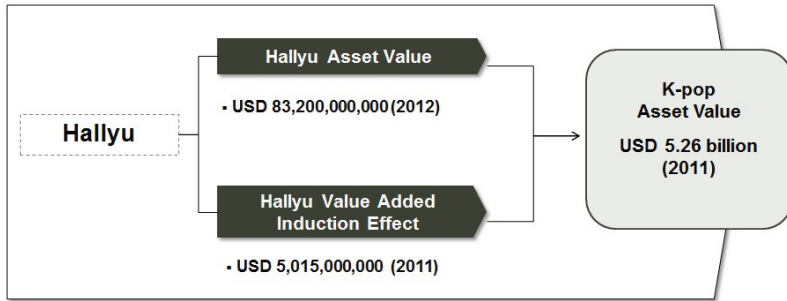 Hallyu
Hallyu Asset Value
▪ USD 83,200,000,000 (2012)
Hallyu Value Added
Induction Effect
▪ USD 5,015,000,000 (2011)
K-pop
Asset Value
USD 5.26 billion
(2011)